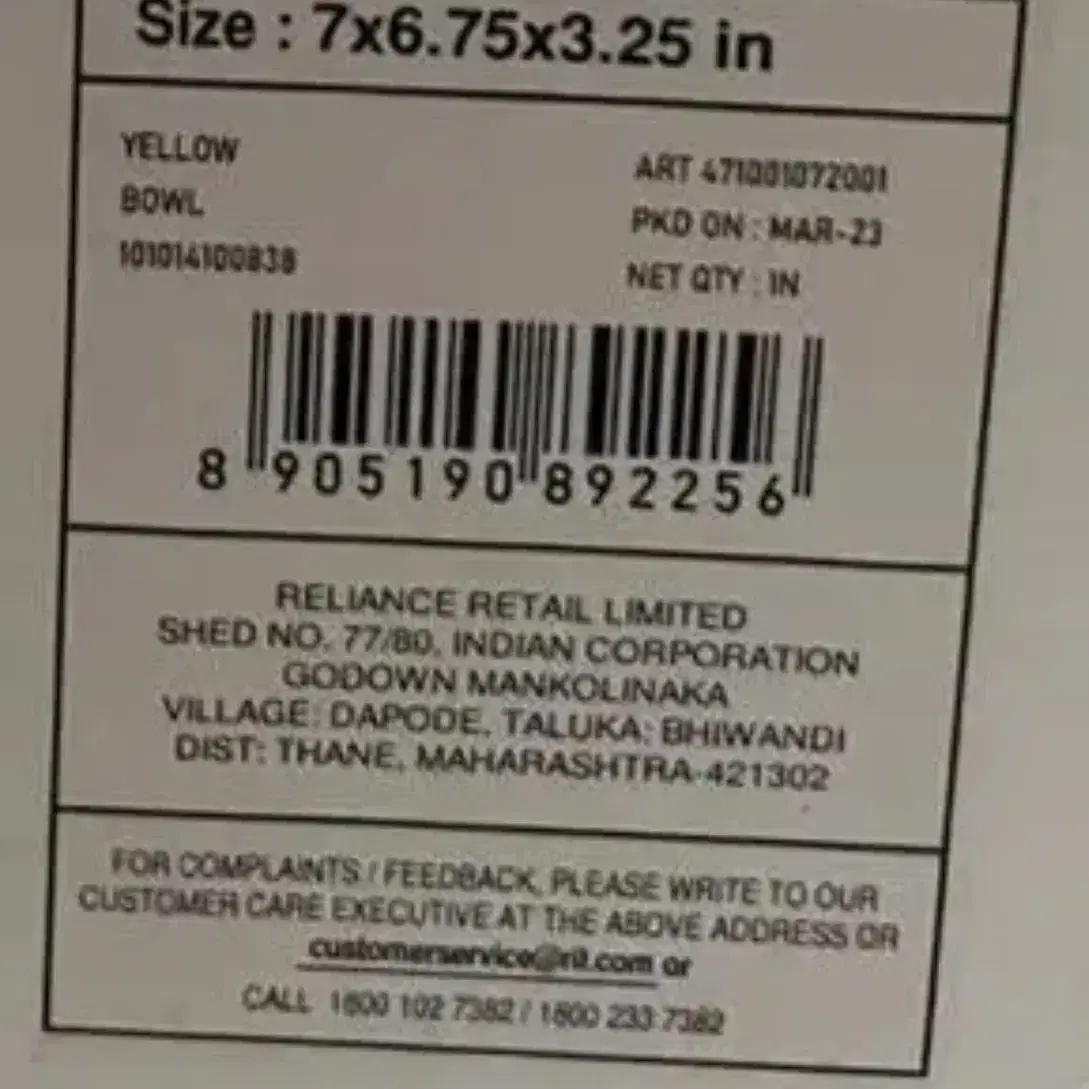 Size : 7x6.75x3.25 in
YELLOW
BOWL
101014100838
ART 471001072001
PKD ON : MAR-23
NET QTY : 1N
8 905190 892256
RELIANCE RETAIL LIMITED
SHED NO. 77/80, INDIAN CORPORATION
GODOWN MANKOLINAKA
VILLAGE: DAPODE, TALUKA: BHIWANDI
DIST: THANE, MAHARASHTRA-421302
FOR COMPLAINTS / FEEDBACK, PLEASE WRITE TO OUR
CUSTOMER CARE EXECUTIVE AT THE ABOVE ADDRESS OR
customerservice@ril.com or
CALL 1800 102 7382 / 1800 233 7382